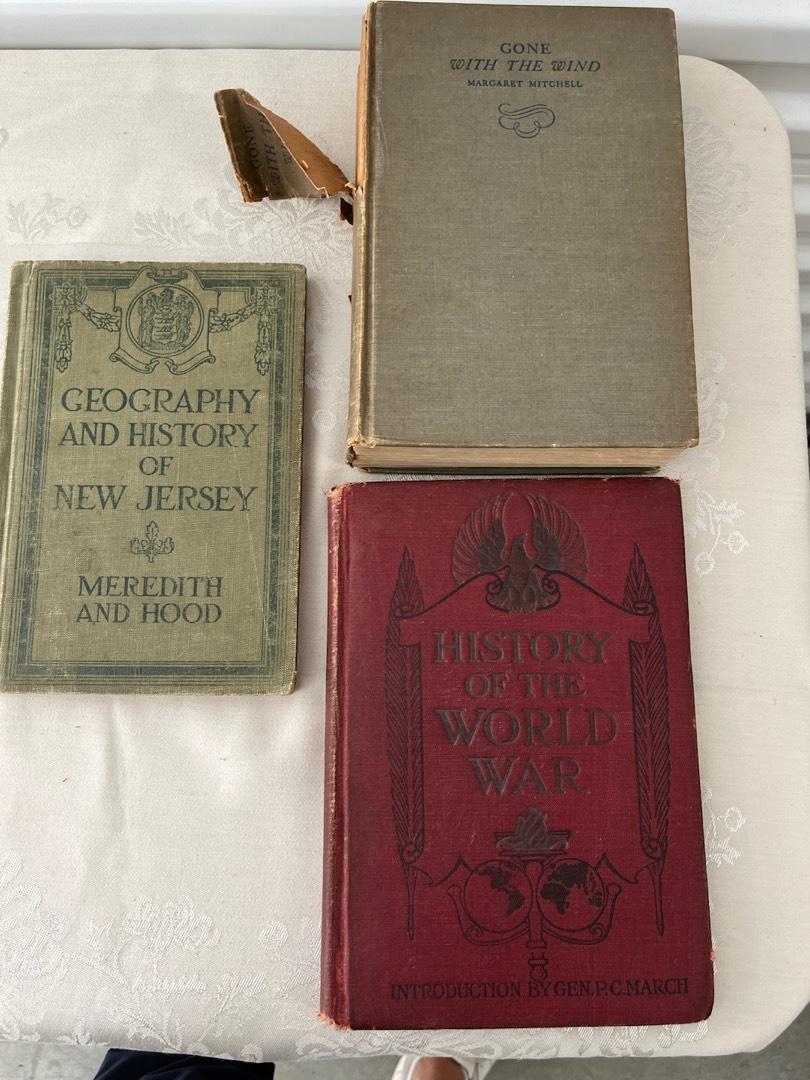 GONE
WITH THE WIND
MARGARET MITCHELL
GONE
WITH TH
GEOGRAPHY
AND HISTORY
OF
NEW JERSEY
MEREDITH
AND HOOD
HISTORY
OF THE
WORLD
WAR
INTRODUCTION BY GEN. P. C. MARCH